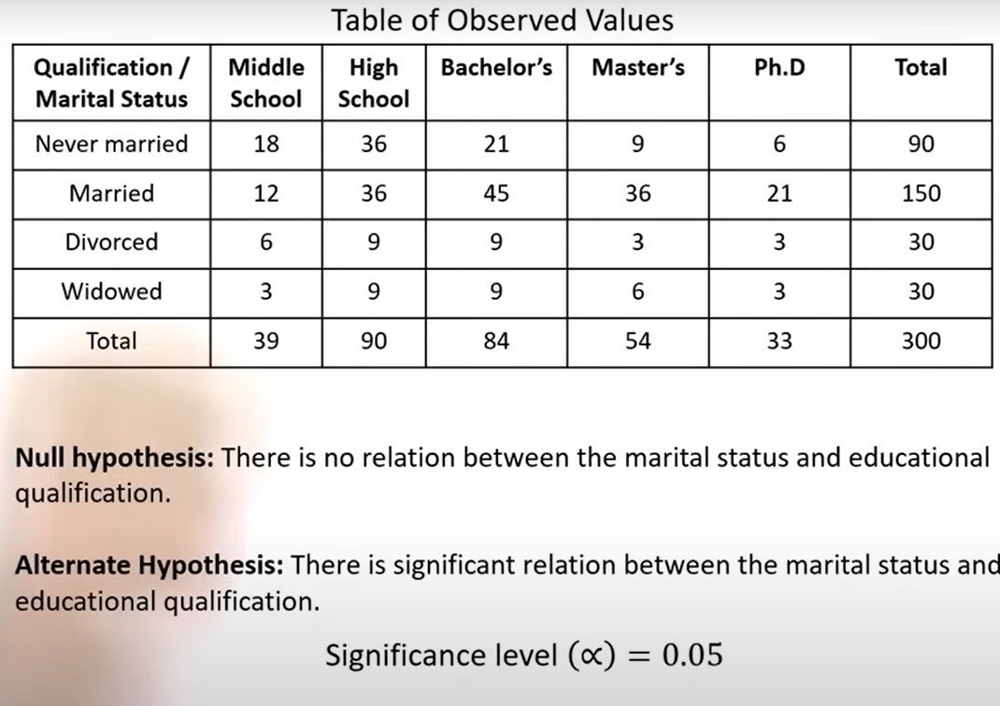 Table of Observed Values
Qualification / Middle High Bachelor’s Master’s Ph.D Total
Marital Status School School
Never married 18 36 21 9 6 90
Married 12 36 45 36 21 150
Divorced 6 9 9 3 3 30
Widowed 3 9 9 6 3 30
Total 39 90 84 54 33 300
Null hypothesis: There is no relation between the marital status and educational
qualification.
Alternate Hypothesis: There is significant relation between the marital status and
educational qualification.
Significance level (∝) = 0.05